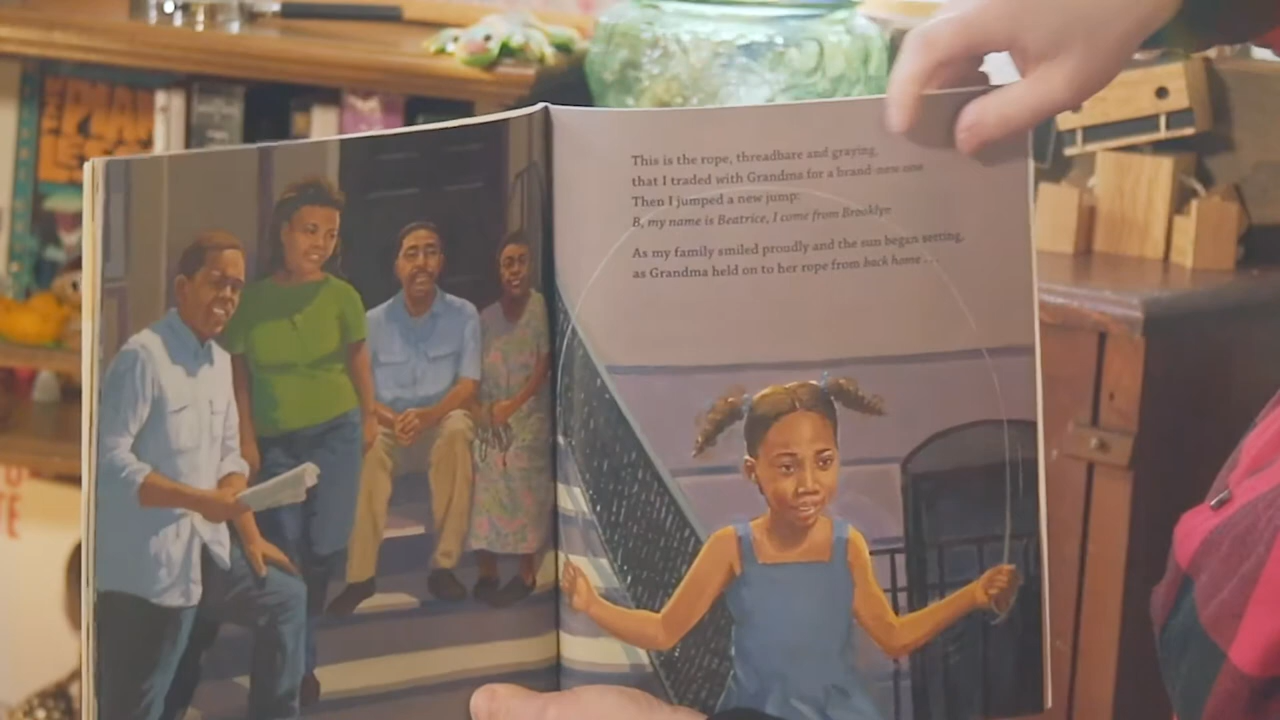 This is the rope, threadbare and graying,
that I traded with Grandma for a brand-new one
Then I jumped a new jump:
B, my name is Beatrice, I come from Brooklyn
As my family smiled proudly and the sun began setting,
as Grandma held on to her rope from back home . . .